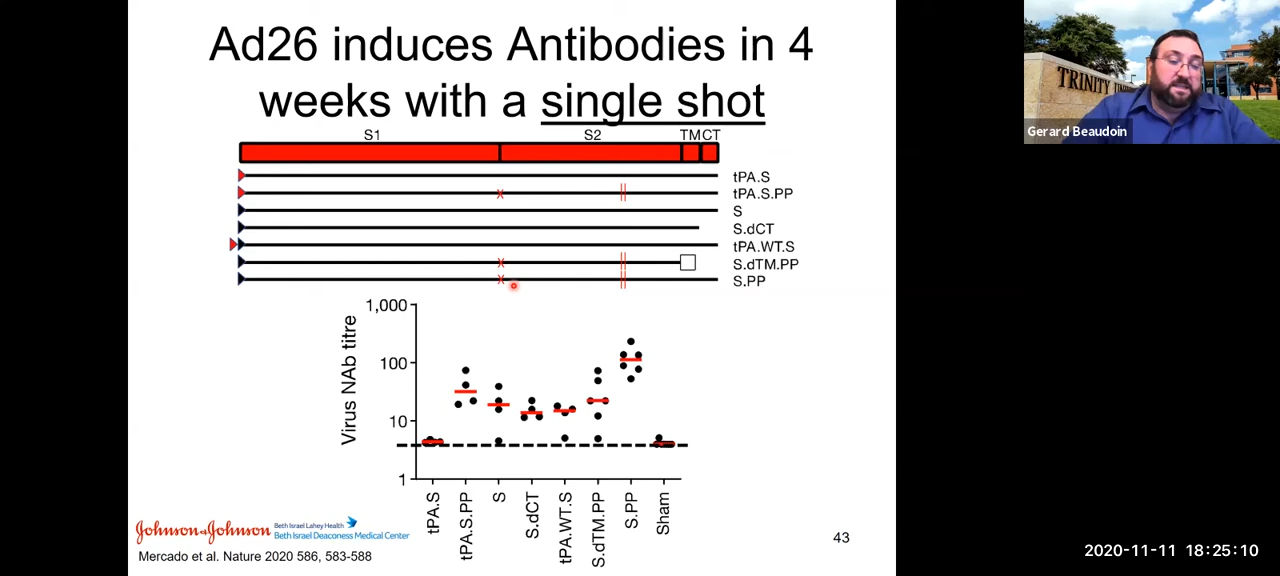 Ad26 induces Antibodies in 4
weeks with a single shot
S1 S2 TM CT
tPA.S
tPA.S.PP
S
S.dCT
tPA.WT.S
S.dTM.PP
S.PP
Virus NAb titre
1,000
100
10
1
tPA.S
tPA.S.PP
S
S.dCT
tPA.WT.S
S.dTM.PP
S.PP
Sham
Johnson & Johnson
Beth Israel Lahey Health
Beth Israel Deaconess Medical Center
Mercado et al. Nature 2020 586, 583-588
43
TRINITY
Gerard Beaudoin
2020-11-11 18:25:10